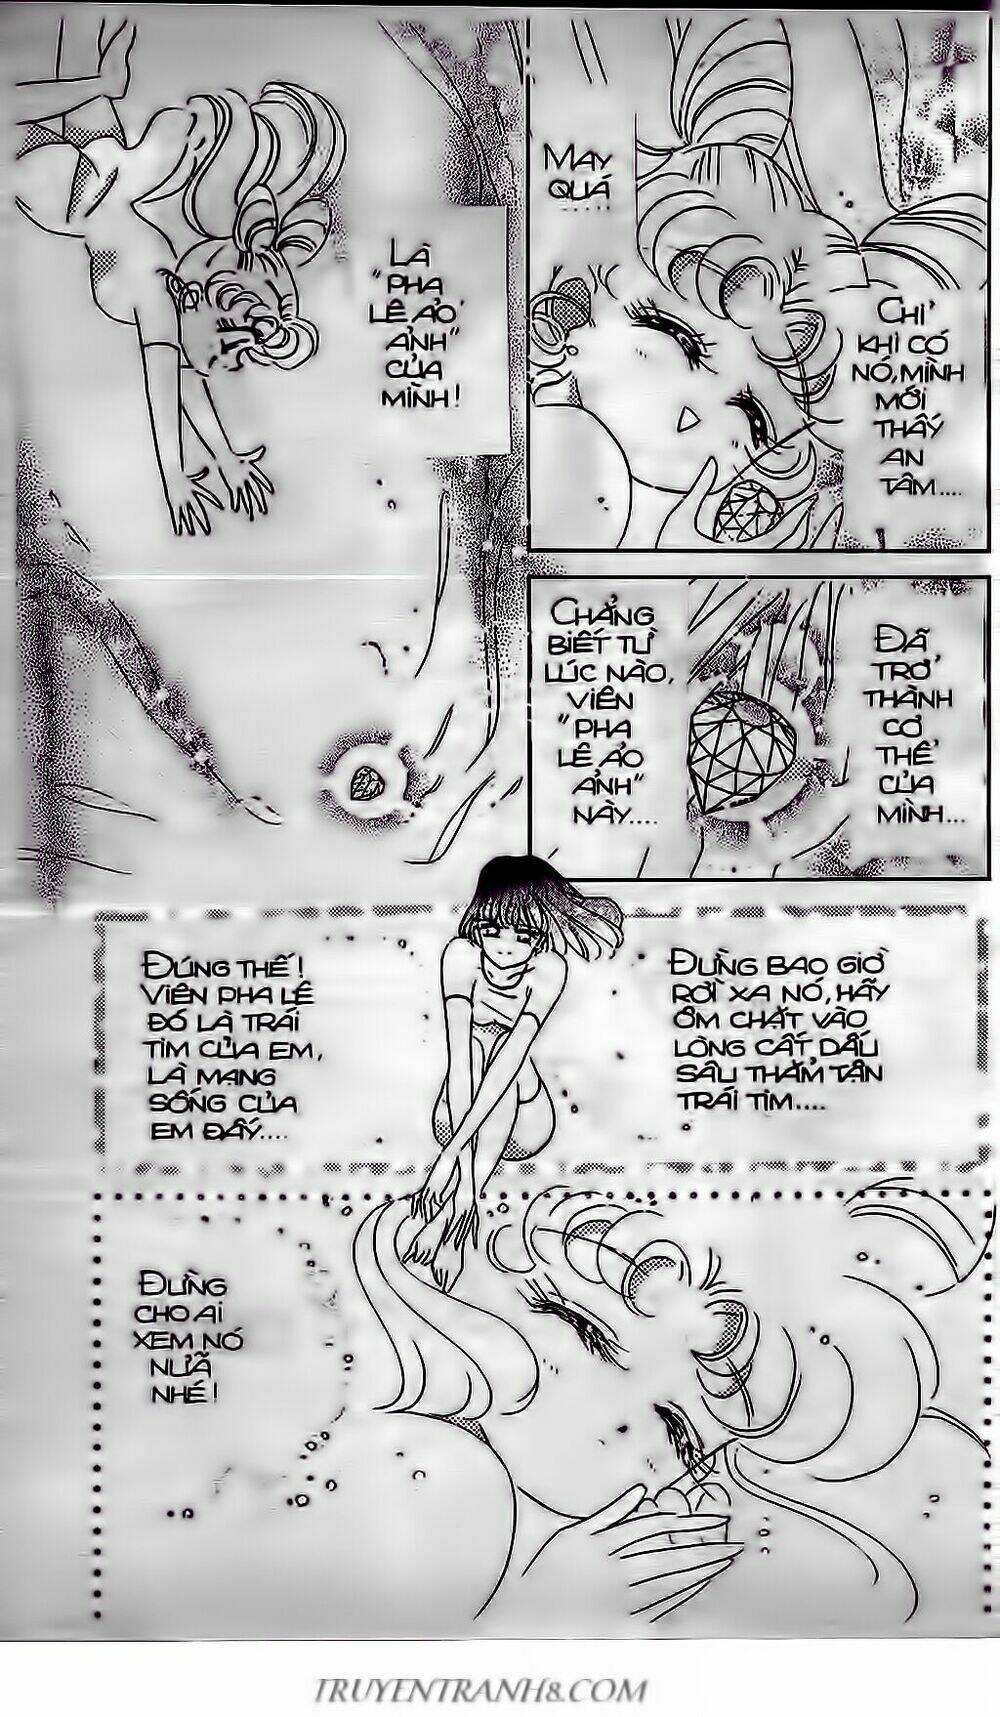 LÀ
"PHA
LÊ ẢO
ẢNH"
CỦA
MÌNH!
MAY
QUÁ
.....
CHỈ
KHI CÓ
NÓ, MÌNH
MỚI
THẤY
AN
TÂM....
CHẲNG
BIẾT TỪ
LÚC NÀO,
VIÊN
"PHA
LÊ ẢO
ẢNH"
NÀY....
ĐÃ
TRỞ
THÀNH
CƠ
THỂ
CỦA
MÌNH...
ĐÚNG THẾ!
VIÊN PHA LÊ
ĐÓ LÀ TRÁI
TIM CỦA EM,
LÀ MẠNG
SỐNG CỦA
EM ĐẤY....
ĐỪNG BAO GIỜ
RỜI XA NÓ, HÃY
ÔM CHẶT VÀO
LÒNG CẤT DẤU
SÂU THẲM TẬN
TRÁI TIM....
ĐỪNG
CHO AI
XEM NÓ
NỮA
NHÉ!
TRUYENTRANH8.COM